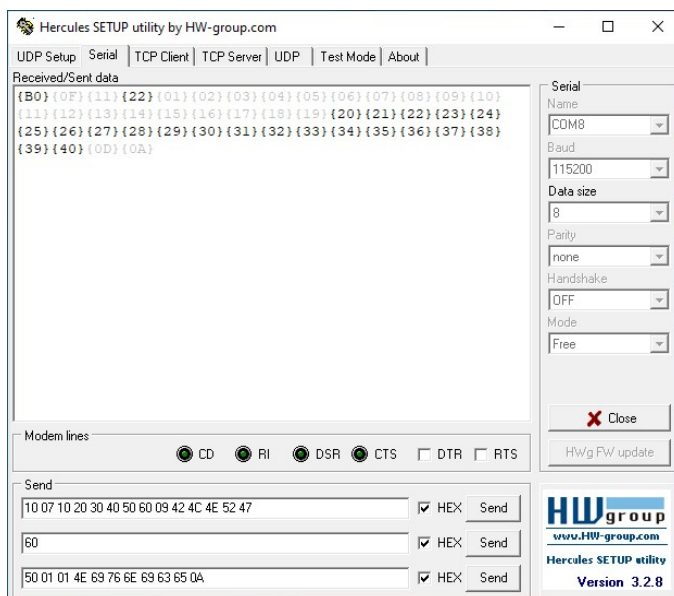 Hercules SETUP utility by HW-group.com
UDP Setup Serial TCP Client TCP Server UDP Test Mode About
Received/Sent data
{B0}{0F}{11}{22}{01}{02}{03}{04}{05}{06}{07}{08}{09}{10}
{11}{12}{13}{14}{15}{16}{17}{18}{19}{20}{21}{22}{23}{24}
{25}{26}{27}{28}{29}{30}{31}{32}{33}{34}{35}{36}{37}{38}
{39}{40}{0D}{0A}
Serial
Name
COM8
Baud
115200
Data size
8
Parity
none
Handshake
OFF
Mode
Free
Close
HWg FW update
Modem lines
CD RI DSR CTS DTR RTS
Send
10 07 10 20 30 40 50 60 09 42 4C 4E 52 47 HEX Send
60 HEX Send
50 01 01 4E 69 76 6E 69 63 65 0A HEX Send
HW group
www.HW-group.com
Hercules SETUP utility
Version 3.2.8